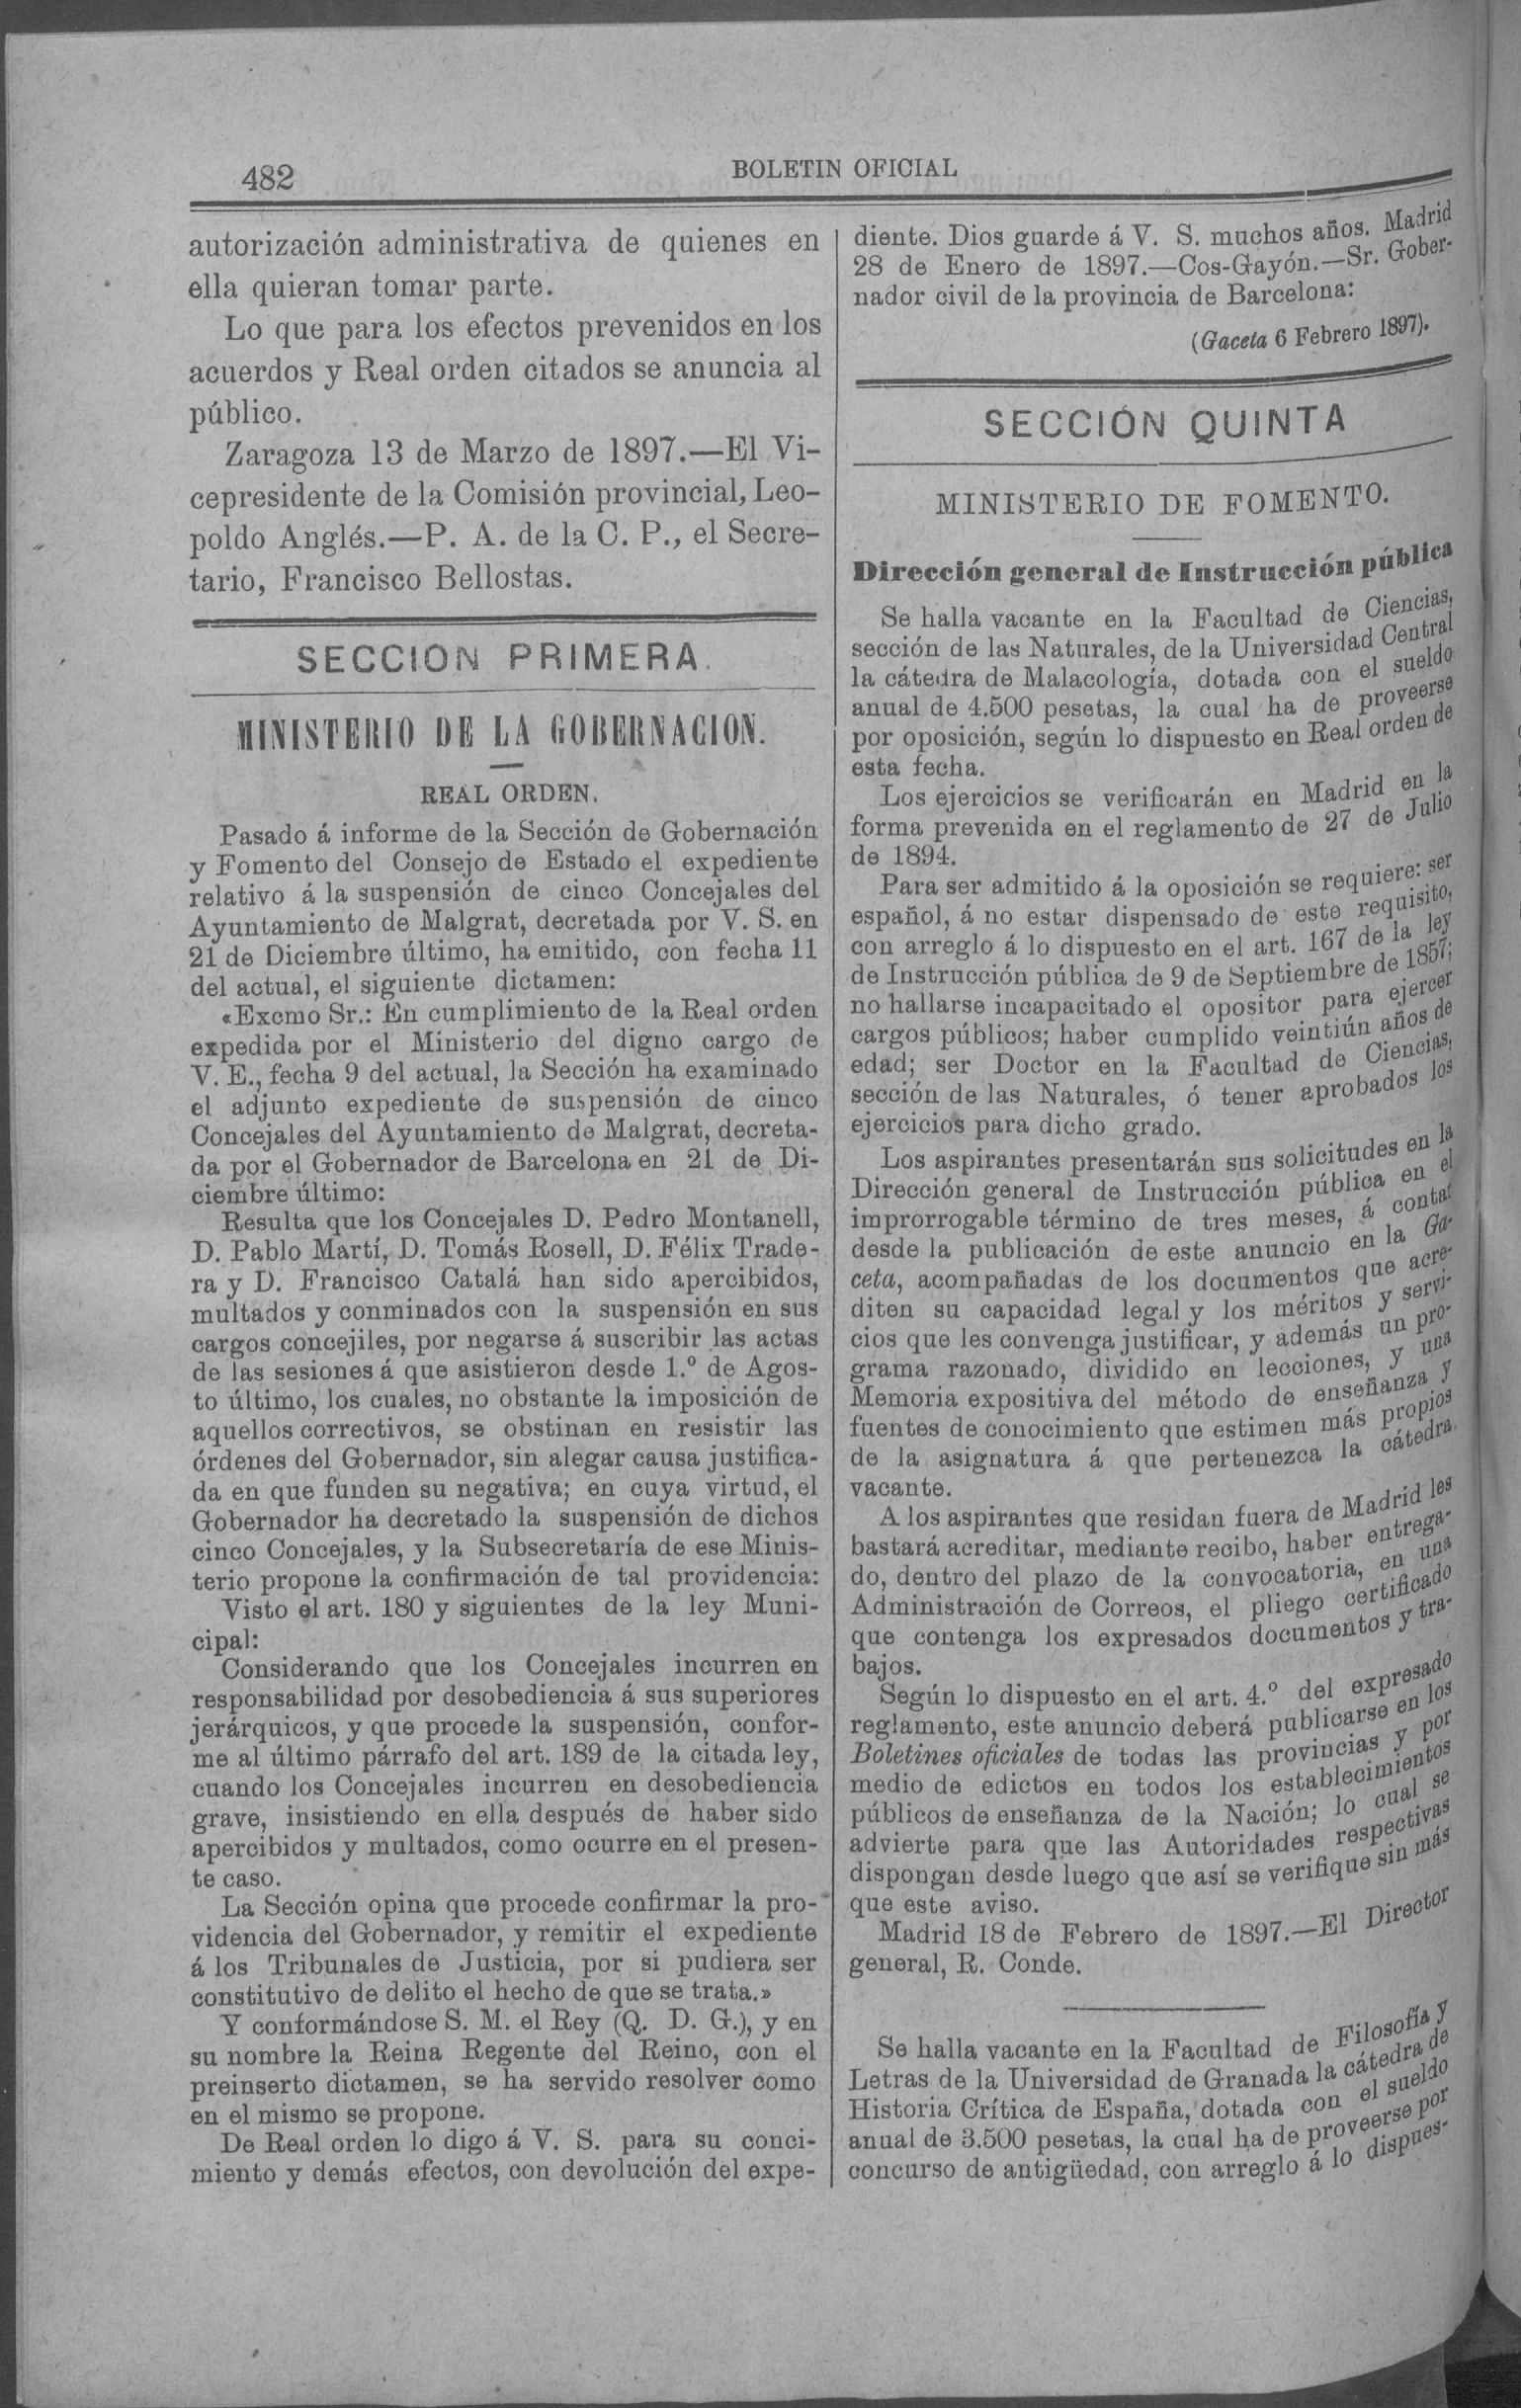 482
BOLETIN OFICIAL
autorización administrativa de quienes en
ella quieran tomar parte.
Lo que para los efectos prevenidos en los
acuerdos y Real orden citados se anuncia al
público.
Zaragoza 13 de Marzo de 1897.—El Vi-
cepresidente de la Comisión provincial, Leo-
poldo Anglés.—P. A. de la C. P., el Secre-
tario, Francisco Bellostas.
SECCION PRIMERA.
MINISTERIO DE LA GOBERNACION.
REAL ORDEN.
Pasado á informe de la Sección de Gobernación
y Fomento del Consejo de Estado el expediente
relativo á la suspensión de cinco Concejales del
Ayuntamiento de Malgrat, decretada por V. S. en
21 de Diciembre último, ha emitido, con fecha 11
del actual, el siguiente dictamen:
«Excmo Sr.: En cumplimiento de la Real orden
expedida por el Ministerio del digno cargo de
V. E., fecha 9 del actual, la Sección ha examinado
el adjunto expediente de suspensión de cinco
Concejales del Ayuntamiento de Malgrat, decreta-
da por el Gobernador de Barcelona en 21 de Di-
ciembre último:
Resulta que los Concejales D. Pedro Montanell,
D. Pablo Martí, D. Tomás Rosell, D. Félix Trade-
ra y D. Francisco Catalá han sido apercibidos,
multados y conminados con la suspensión en sus
cargos concejiles, por negarse á suscribir las actas
de las sesiones á que asistieron desde 1.º de Agos-
to último, los cuales, no obstante la imposición de
aquellos correctivos, se obstinan en resistir las
órdenes del Gobernador, sin alegar causa justifica-
da en que funden su negativa; en cuya virtud, el
Gobernador ha decretado la suspensión de dichos
cinco Concejales, y la Subsecretaría de ese Minis-
terio propone la confirmación de tal providencia:
Visto el art. 180 y siguientes de la ley Muni-
cipal:
Considerando que los Concejales incurren en
responsabilidad por desobediencia á sus superiores
jerárquicos, y que procede la suspensión, confor-
me al último párrafo del art. 189 de la citada ley,
cuando los Concejales incurren en desobediencia
grave, insistiendo en ella después de haber sido
apercibidos y multados, como ocurre en el presen-
te caso.
La Sección opina que procede confirmar la pro-
videncia del Gobernador, y remitir el expediente
á los Tribunales de Justicia, por si pudiera ser
constitutivo de delito el hecho de que se trata.»
Y conformándose S. M. el Rey (Q. D. G.), y en
su nombre la Reina Regente del Reino, con el
preinserto dictamen, se ha servido resolver como
en el mismo se propone.
De Real orden lo digo á V. S. para su conci-
miento y demás efectos, con devolución del expe-
diente. Dios guarde á V. S. muchos años. Madrid
28 de Enero de 1897.—Cos-Gayón.—Sr. Gober-
nador civil de la provincia de Barcelona:
(Gaceta 6 Febrero 1897).
SECCIÓN QUINTA
MINISTERIO DE FOMENTO.
Dirección general de Instrucción pública
Se halla vacante en la Facultad de Ciencias,
sección de las Naturales, de la Universidad Central
la cátedra de Malacología, dotada con el sueldo
anual de 4.500 pesetas, la cual ha de proveerse
por oposición, según lo dispuesto en Real orden de
esta fecha.
Los ejercicios se verificarán en Madrid en la
forma prevenida en el reglamento de 27 de Julio
de 1894.
Para ser admitido á la oposición se requiere: ser
español, á no estar dispensado de este requisito,
con arreglo á lo dispuesto en el art. 167 de la ley
de Instrucción pública de 9 de Septiembre de 1857;
no hallarse incapacitado el opositor para ejercer
cargos públicos; haber cumplido veintiún años de
edad; ser Doctor en la Facultad de Ciencias,
sección de las Naturales, ó tener aprobados los
ejercicios para dicho grado.
Los aspirantes presentarán sus solicitudes en la
Dirección general de Instrucción pública en el
improrrogable término de tres meses, á contar
desde la publicación de este anuncio en la Ga-
ceta, acompañadas de los documentos que acre-
diten su capacidad legal y los méritos y servi-
cios que les convenga justificar, y además un pro-
grama razonado, dividido en lecciones, y una
Memoria expositiva del método de enseñanza y
fuentes de conocimiento que estimen más propios
de la asignatura á que pertenezca la cátedra
vacante.
A los aspirantes que residan fuera de Madrid les
bastará acreditar, mediante recibo, haber entrega-
do, dentro del plazo de la convocatoria, en una
Administración de Correos, el pliego certificado
que contenga los expresados documentos y tra-
bajos.
Según lo dispuesto en el art. 4.º del expresado
reglamento, este anuncio deberá publicarse en los
Boletines oficiales de todas las provincias y por
medio de edictos en todos los establecimientos
públicos de enseñanza de la Nación; lo cual se
advierte para que las Autoridades respectivas
dispongan desde luego que así se verifique sin más
que este aviso.
Madrid 18 de Febrero de 1897.—El Director
general, R. Conde.
Se halla vacante en la Facultad de Filosofía y
Letras de la Universidad de Granada la cátedra de
Historia Crítica de España, dotada con el sueldo
anual de 3.500 pesetas, la cual ha de proveerse por
concurso de antigüedad, con arreglo á lo dispues-